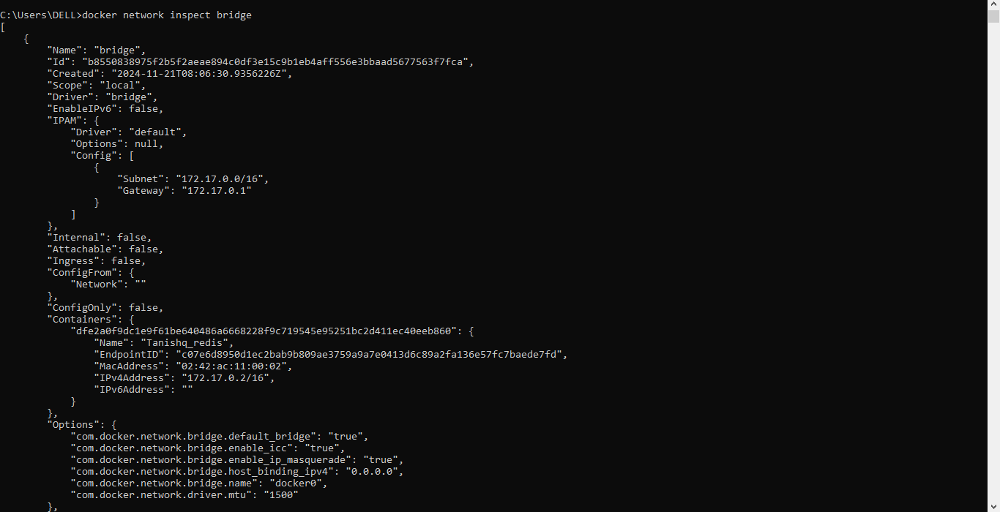 C:\Users\DELL>docker network inspect bridge
[
    {
        "Name": "bridge",
        "Id": "b8550838975f2b5f2aeae894c0df3e15c9b1eb4aff556e3bbaad5677563f7fca",
        "Created": "2024-11-21T08:06:30.9356226Z",
        "Scope": "local",
        "Driver": "bridge",
        "EnableIPv6": false,
        "IPAM": {
            "Driver": "default",
            "Options": null,
            "Config": [
                {
                    "Subnet": "172.17.0.0/16",
                    "Gateway": "172.17.0.1"
                }
            ]
        },
        "Internal": false,
        "Attachable": false,
        "Ingress": false,
        "ConfigFrom": {
            "Network": ""
        },
        "ConfigOnly": false,
        "Containers": {
            "dfe2a0f9dc1e9f61be640486a6668228f9c719545e95251bc2d411ec40eeb860": {
                "Name": "Tanishq_redis",
                "EndpointID": "c07e6d8950d1ec2bab9b809ae3759a9a7e0413d6c89a2fa136e57fc7baede7fd",
                "MacAddress": "02:42:ac:11:00:02",
                "IPv4Address": "172.17.0.2/16",
                "IPv6Address": ""
            }
        },
        "Options": {
            "com.docker.network.bridge.default_bridge": "true",
            "com.docker.network.bridge.enable_icc": "true",
            "com.docker.network.bridge.enable_ip_masquerade": "true",
            "com.docker.network.bridge.host_binding_ipv4": "0.0.0.0",
            "com.docker.network.bridge.name": "docker0",
            "com.docker.network.driver.mtu": "1500"
        },